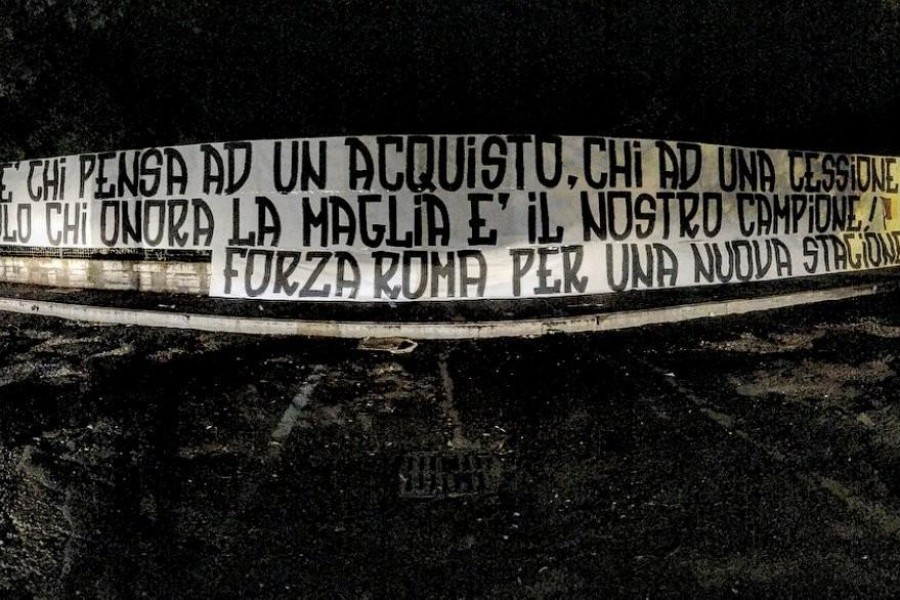 E' CHI PENSA AD UN ACQUISTO, CHI AD UNA CESSIONE
LO CHI ONORA LA MAGLIA E' IL NOSTRO CAMPIONE!
FORZA ROMA PER UNA NUOVA STAGIONE